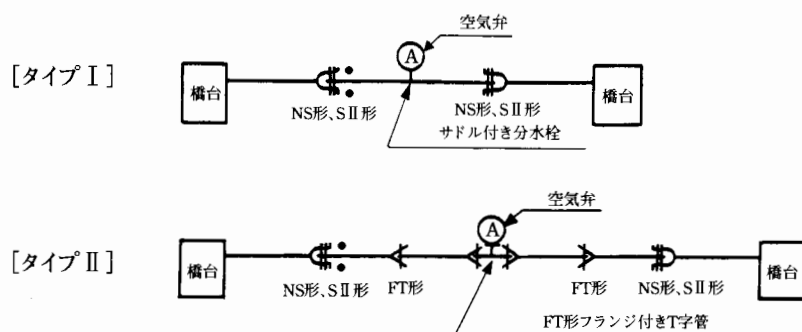 空気弁
[タイプⅠ]
橋台
A
橋台
NS形、SⅡ形
NS形、SⅡ形
サドル付き分水栓
空気弁
[タイプⅡ]
橋台
A
橋台
NS形、SⅡ形
FT形
FT形
NS形、SⅡ形
FT形フランジ付きT字管